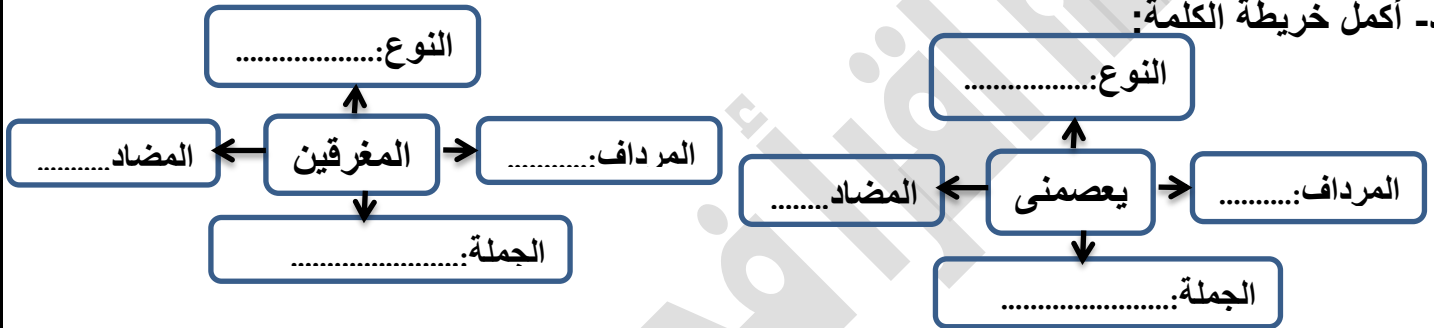 - أكمل خريطة الكلمة:
النوع:..................
المرداف:..........
يعصمنى
المضاد........
الجملة:.......................
النوع:...................
المرداف:...........
المغرقين
المضاد..........
الجملة:.......................